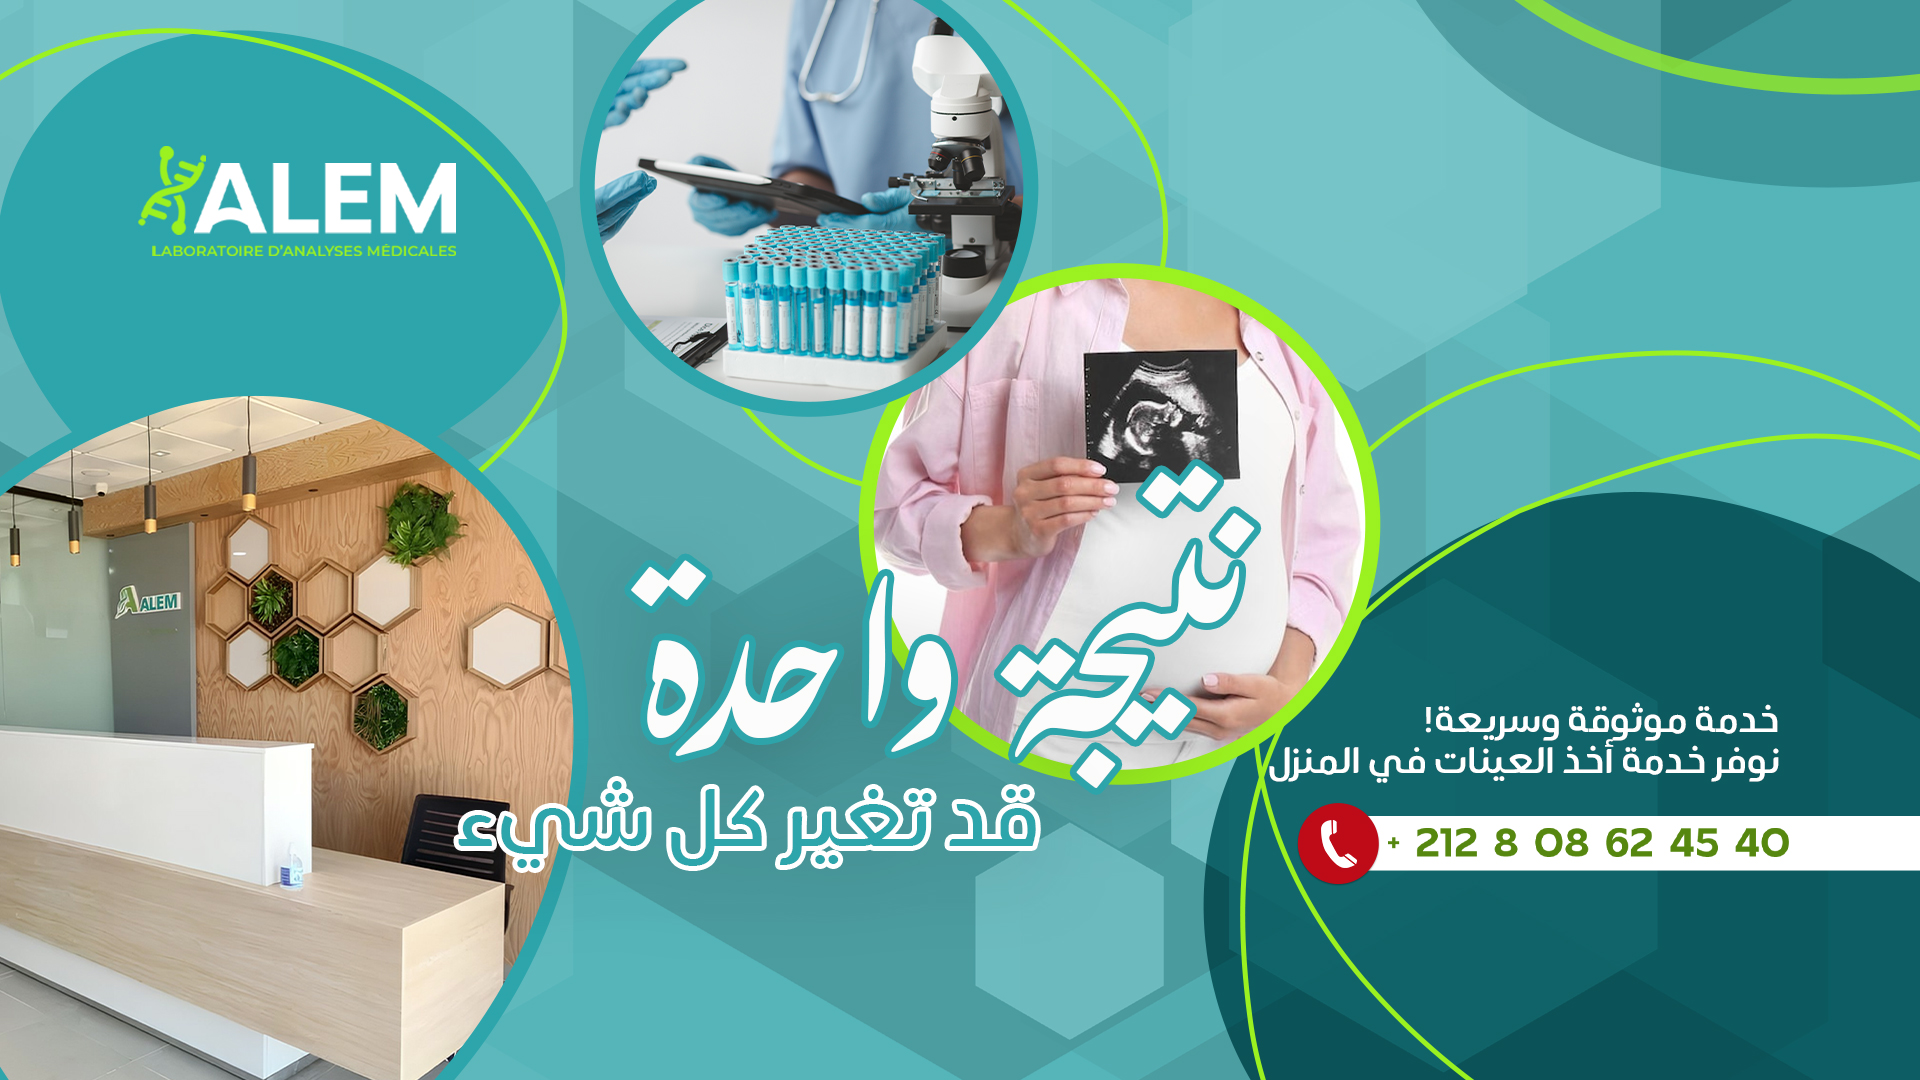 ALEM
LABORATOIRE D'ANALYSES MÉDICALES
ALEM
نتيجة واحدة
قد تغير كل شيء
خدمة موثوقة وسريعة!
نوفر خدمة أخذ العينات في المنزل
+ 212 8 08 62 45 40